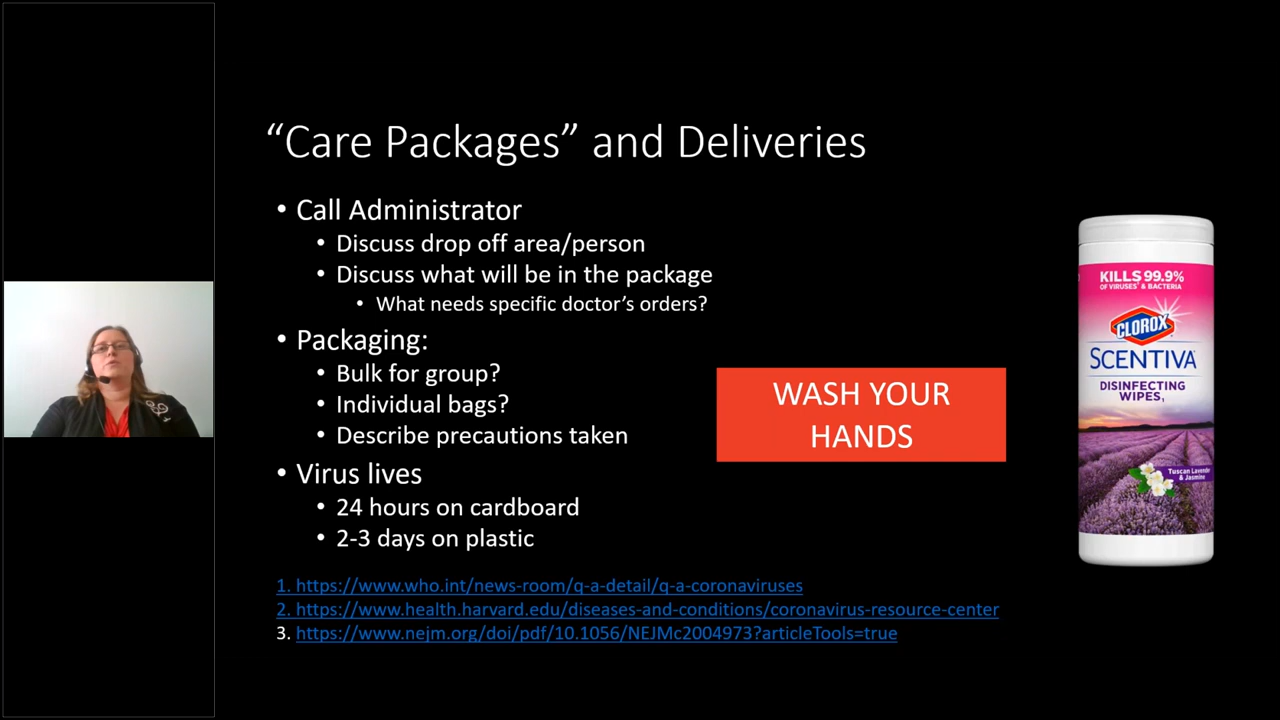 “Care Packages” and Deliveries
• Call Administrator
• Discuss drop off area/person
• Discuss what will be in the package
• What needs specific doctor’s orders?
• Packaging:
• Bulk for group?
• Individual bags?
• Describe precautions taken
• Virus lives
• 24 hours on cardboard
• 2-3 days on plastic
1. https://www.who.int/news-room/q-a-detail/q-a-coronaviruses
2. https://www.health.harvard.edu/diseases-and-conditions/coronavirus-resource-center
3. https://www.nejm.org/doi/pdf/10.1056/NEJMc2004973?articleTools=true
WASH YOUR
HANDS
KILLS 99.9%
OF VIRUSES* & BACTERIA
CLOROX
SCENTIVA
DISINFECTING
WIPES1
Tuscan Lavender
& Jasmine